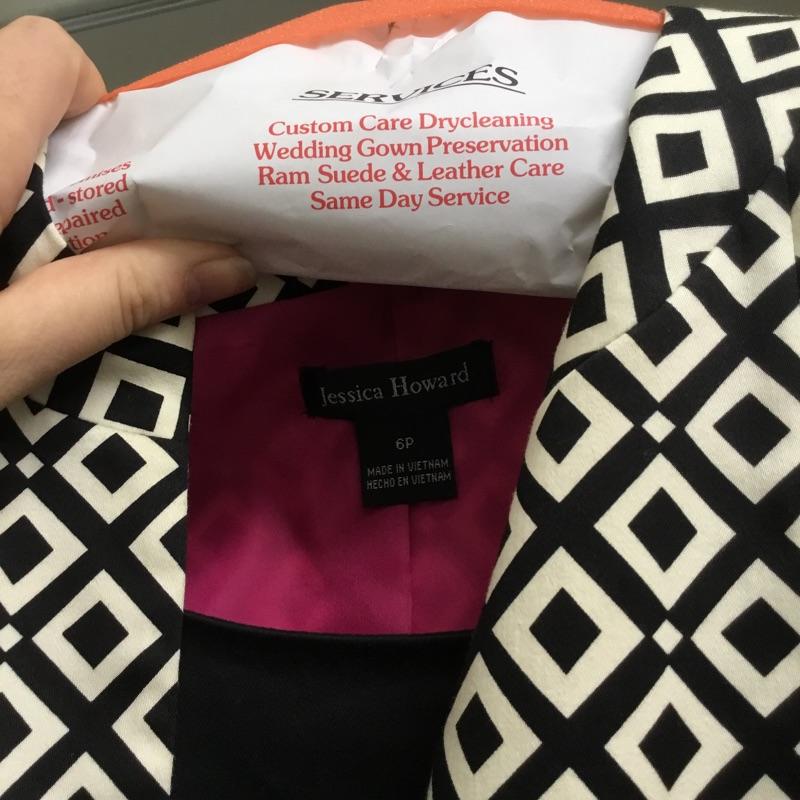 SERVICES
Custom Care Drycleaning
Wedding Gown Preservation
Ram Suede & Leather Care
Same Day Service
stored
Jessica Howard
6P
MADE IN VIETNAM
HECHO EN VIETNAM